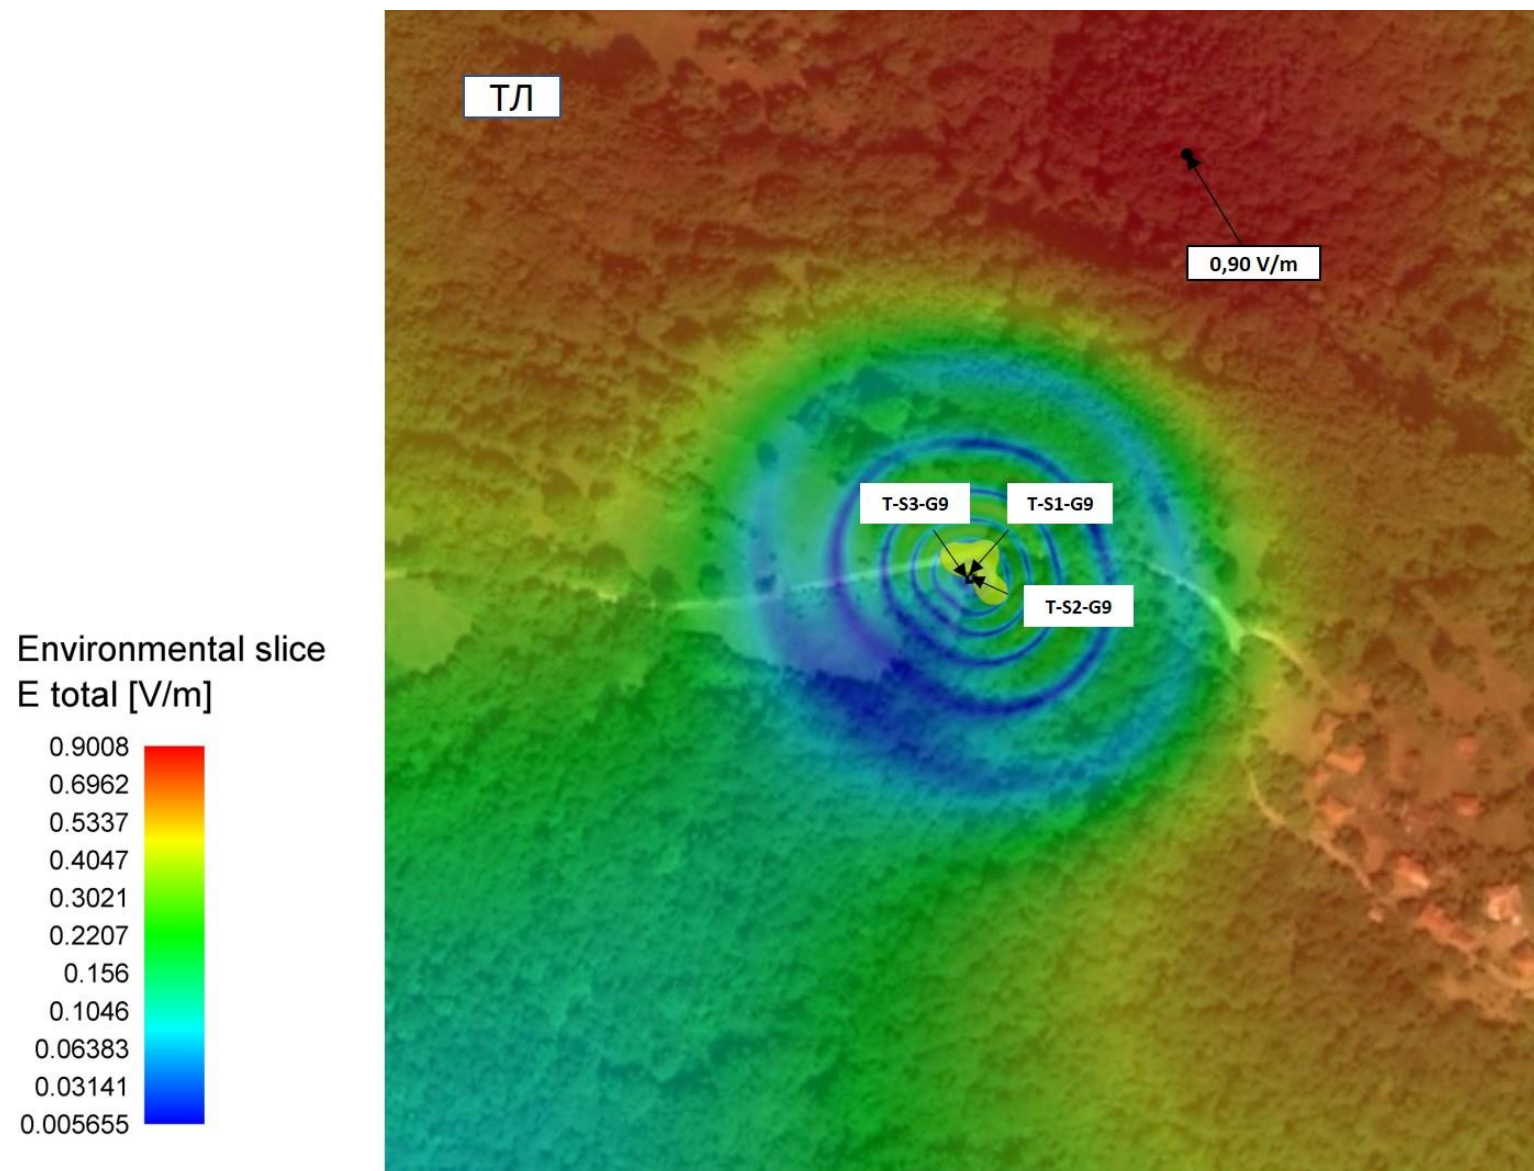 ТЛ
0,90 V/m
T-S3-G9
T-S1-G9
T-S2-G9
Environmental slice
E total [V/m]
0.9008
0.6962
0.5337
0.4047
0.3021
0.2207
0.156
0.1046
0.06383
0.03141
0.005655